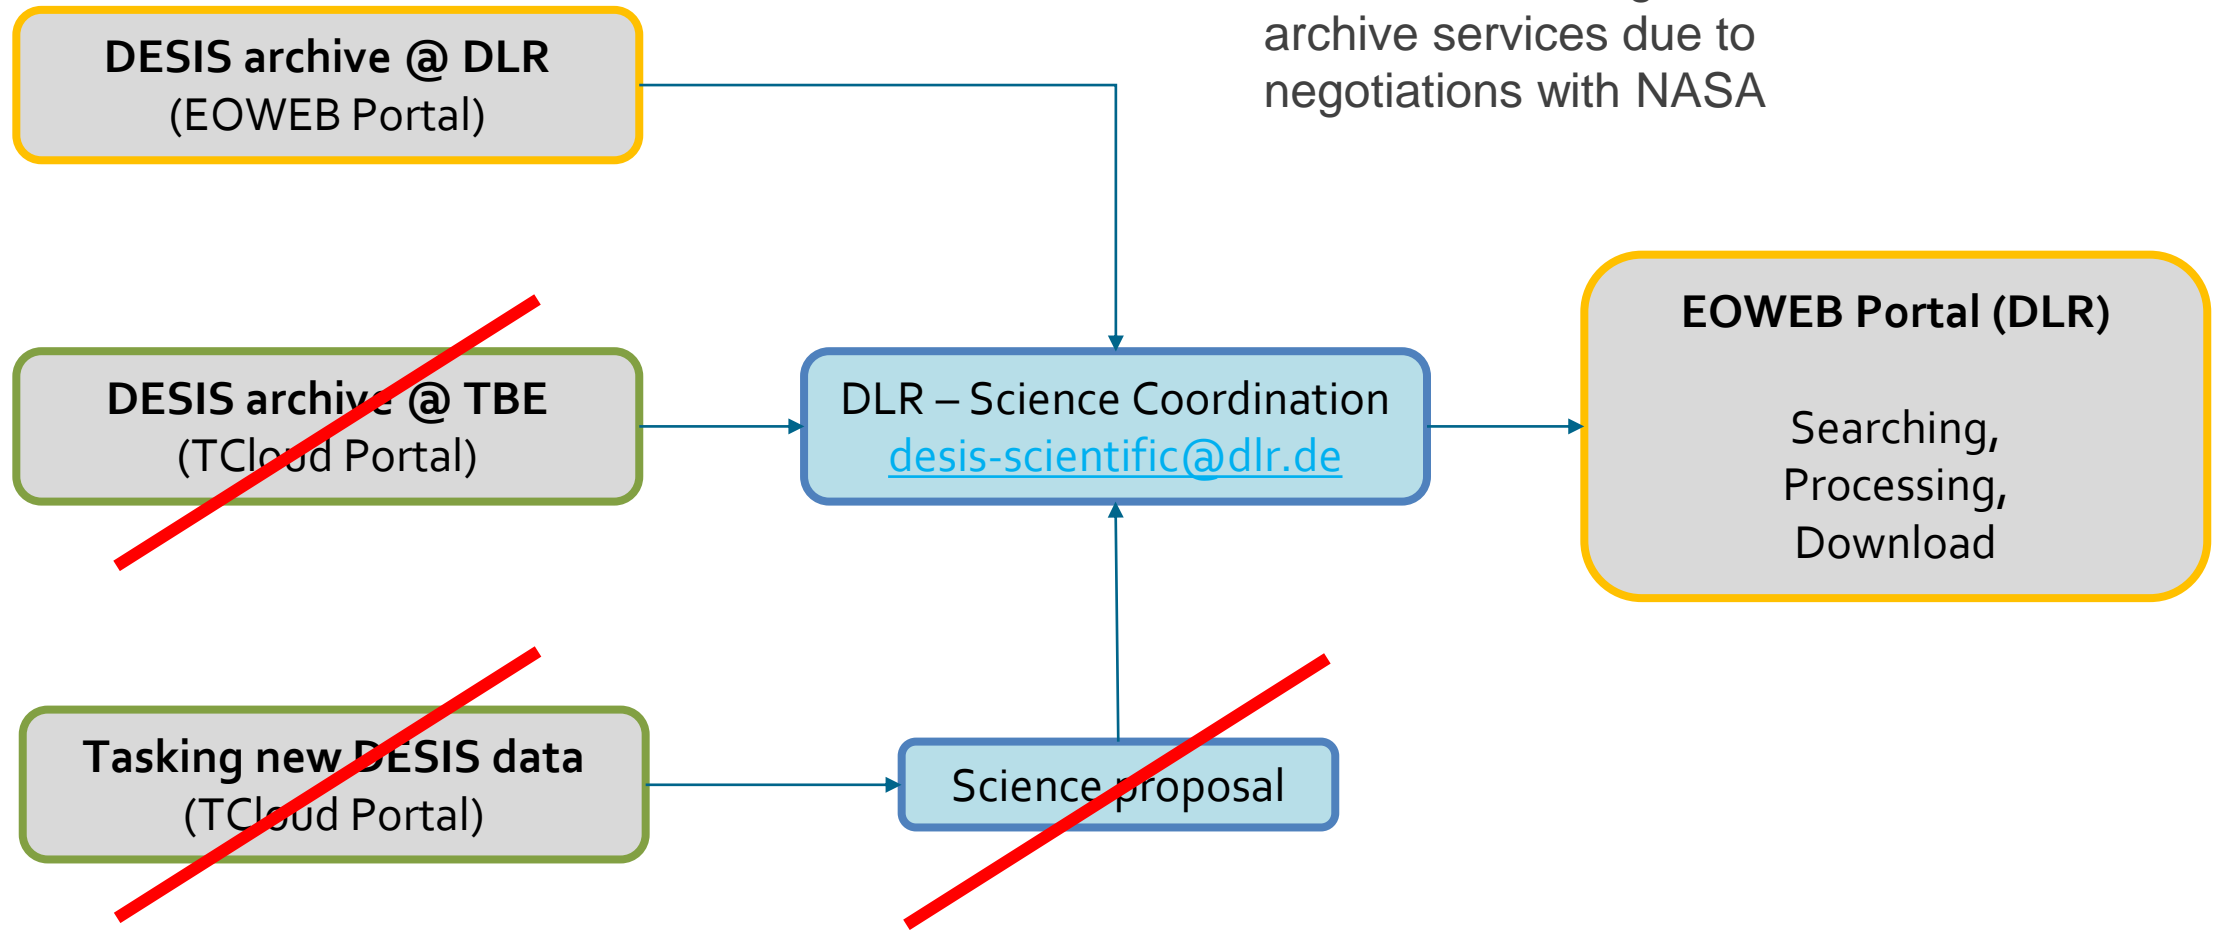 archive services due to
negotiations with NASA
DESIS archive @ DLR
(EOWEB Portal)
DESIS archive @ TBE
(TCloud Portal)
DLR – Science Coordination
desis-scientific@dlr.de
EOWEB Portal (DLR)
Searching,
Processing,
Download
Tasking new DESIS data
(TCloud Portal)
Science proposal